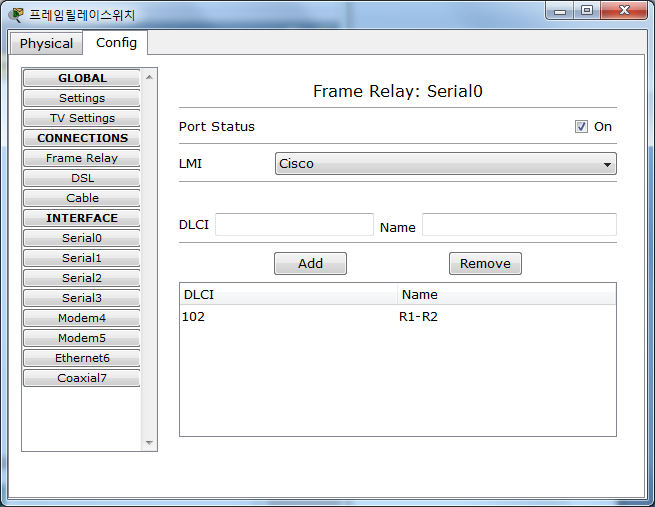 프레임릴레이스위치
Physical Config
GLOBAL
Settings
TV Settings
CONNECTIONS
Frame Relay
DSL
Cable
INTERFACE
Serial0
Serial1
Serial2
Serial3
Modem4
Modem5
Ethernet6
Coaxial7
Frame Relay: Serial0
Port Status On
LMI Cisco
DLCI Name
Add Remove
DLCI Name
102 R1-R2